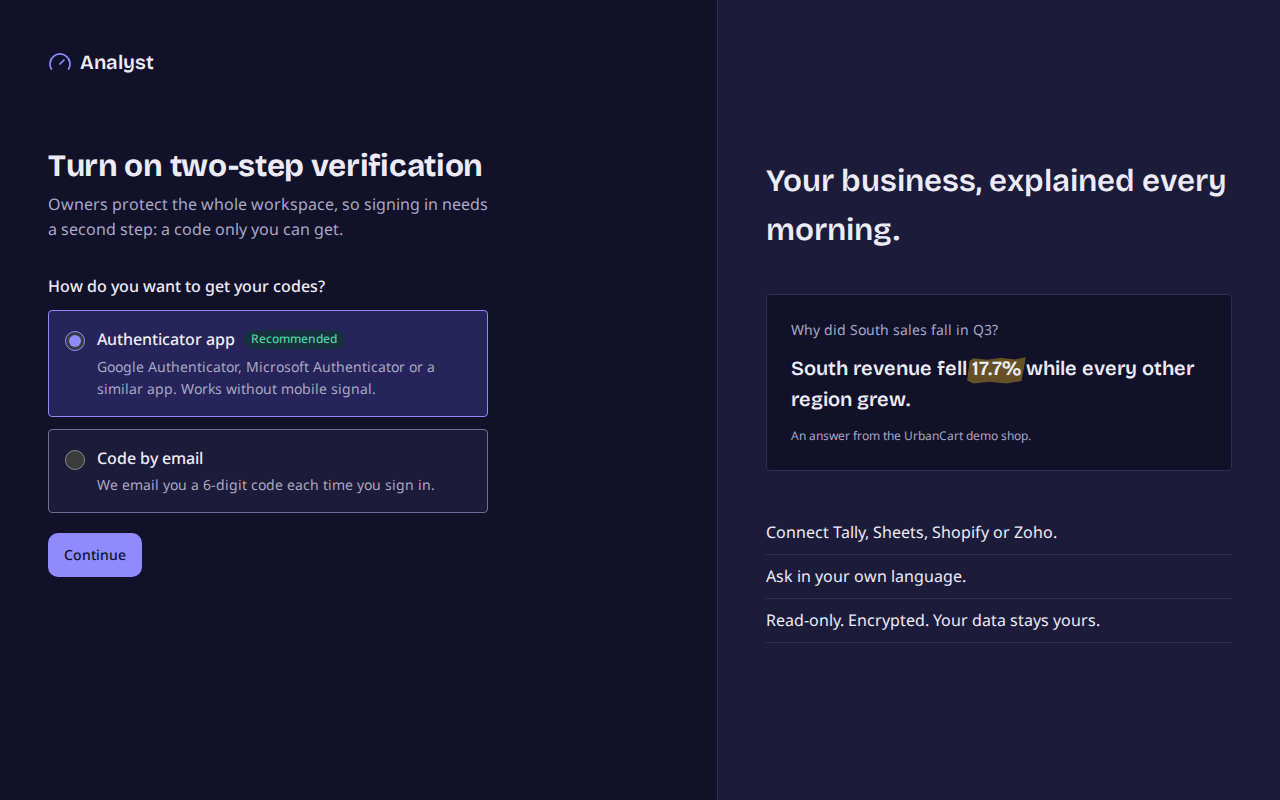 Analyst
Turn on two-step verification
Owners protect the whole workspace, so signing in needs
a second step: a code only you can get.
How do you want to get your codes?
Authenticator app Recommended
Google Authenticator, Microsoft Authenticator or a
similar app. Works without mobile signal.
Code by email
We email you a 6-digit code each time you sign in.
Continue
Your business, explained every
morning.
Why did South sales fall in Q3?
South revenue fell 17.7% while every other
region grew.
An answer from the UrbanCart demo shop.
Connect Tally, Sheets, Shopify or Zoho.
Ask in your own language.
Read-only. Encrypted. Your data stays yours.